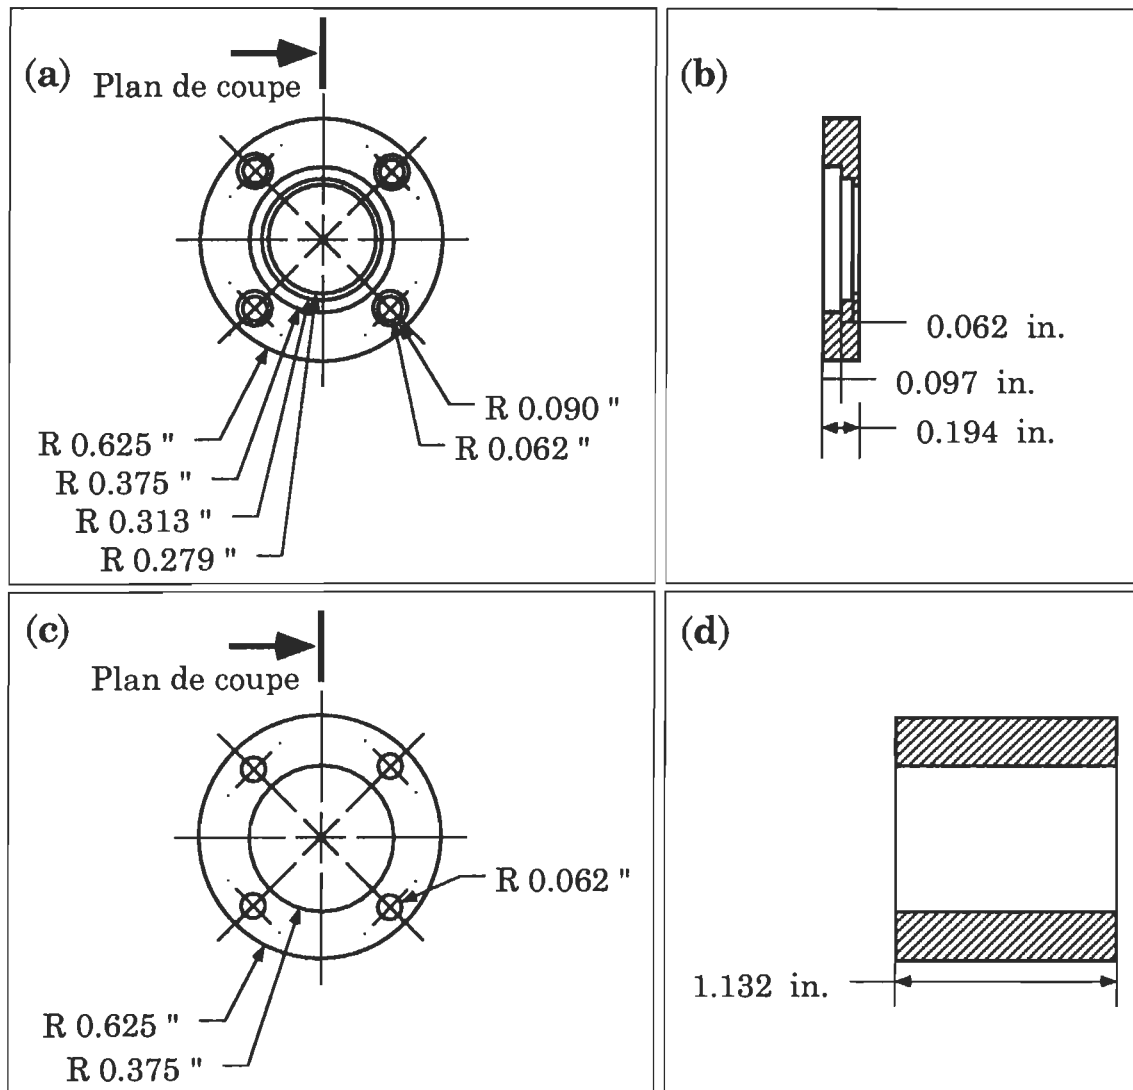 (a)
Plan de coupe
R 0.090 "
R 0.062 "
R 0.625 "
R 0.375 "
R 0.313 "
R 0.279 "
(b)
0.062 in.
0.097 in.
0.194 in.
(c)
Plan de coupe
R 0.062 "
R 0.625 "
R 0.375 "
(d)
1.132 in.